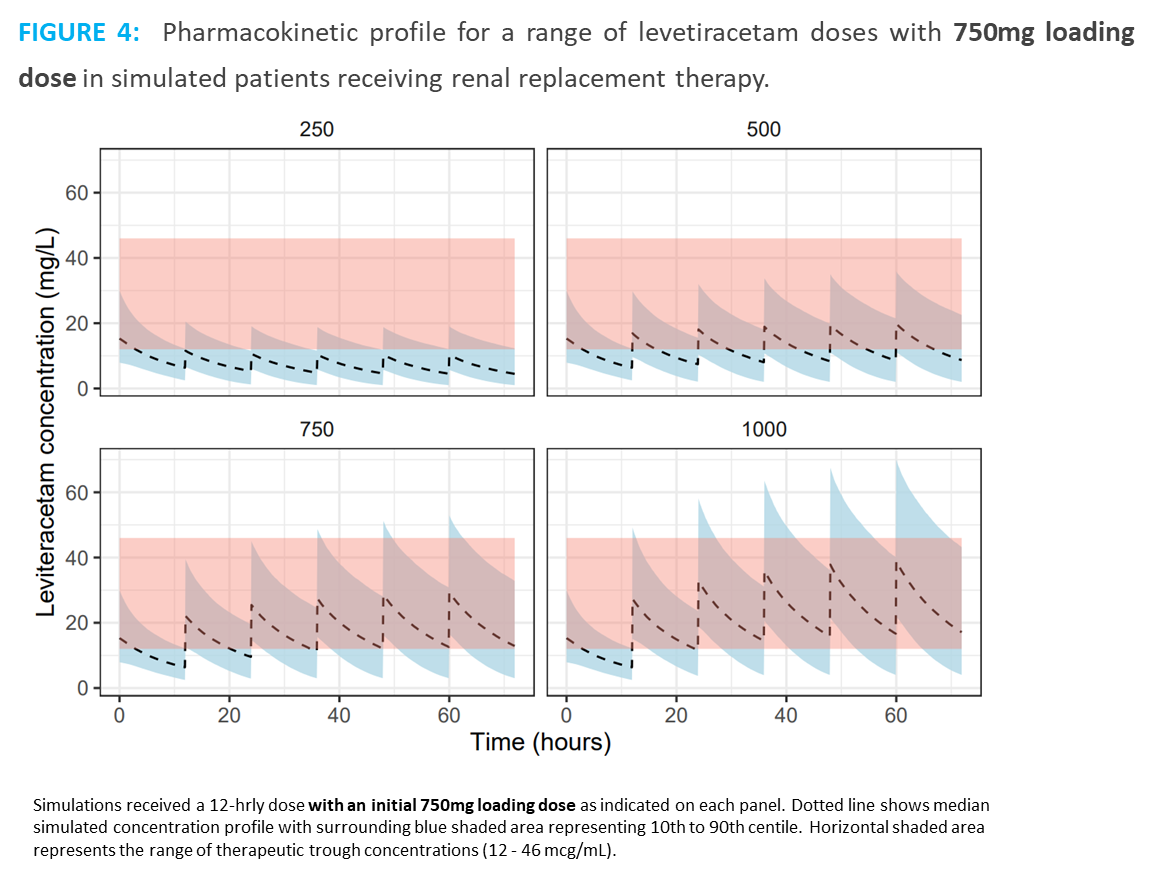 FIGURE 4: Pharmacokinetic profile for a range of levetiracetam doses with 750mg loading
dose in simulated patients receiving renal replacement therapy.
250
500
60
40
20
0
750
1000
60
40
20
0
Leviteracetam concentration (mg/L)
0
20
40
60
0
20
40
60
Time (hours)
Simulations received a 12-hrly dose with an initial 750mg loading dose as indicated on each panel. Dotted line shows median
simulated concentration profile with surrounding blue shaded area representing 10th to 90th centile. Horizontal shaded area
represents the range of therapeutic trough concentrations (12 - 46 mcg/mL).